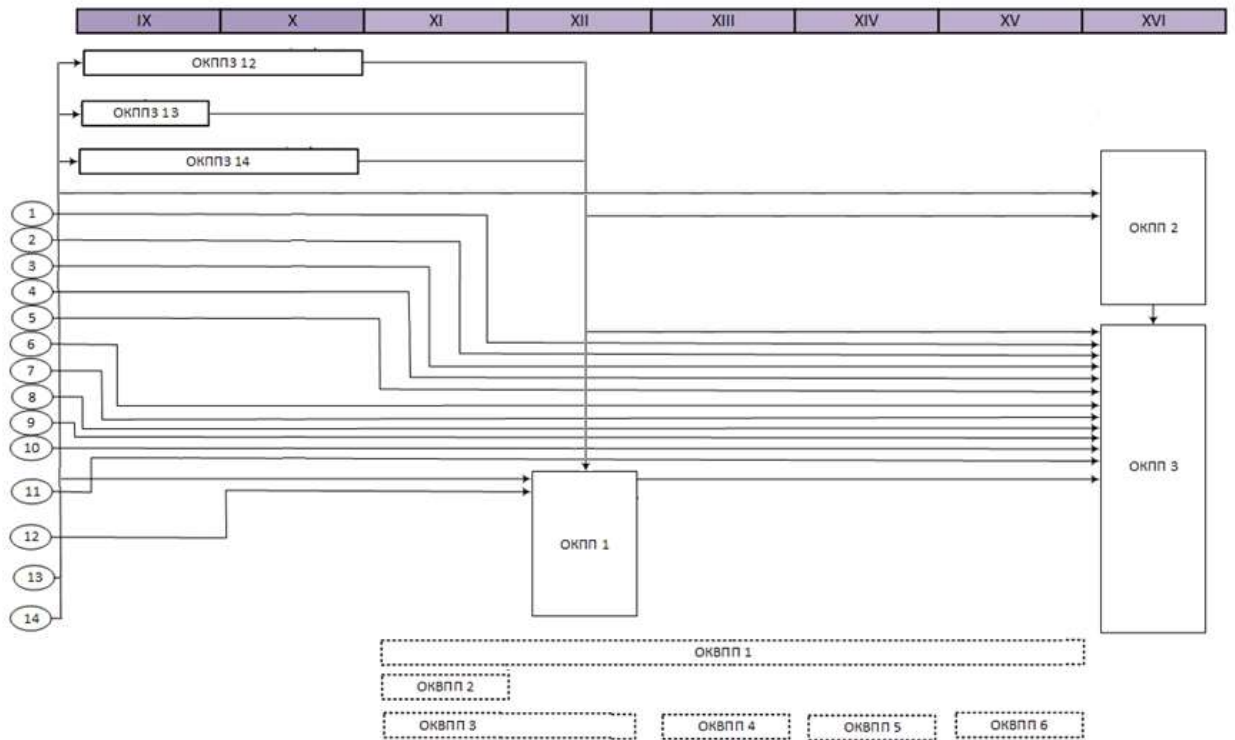 IX X XI XII XIII XIV XV XVI
ОКППЗ 12
ОКППЗ 13
ОКППЗ 14
1
2
3
4
5
6
7
8
9
10
11
12
13
14
ОКПП 2
ОКПП 3
ОКПП 1
ОКВПП 1
ОКВПП 2
ОКВПП 3 ОКВПП 4 ОКВПП 5 ОКВПП 6